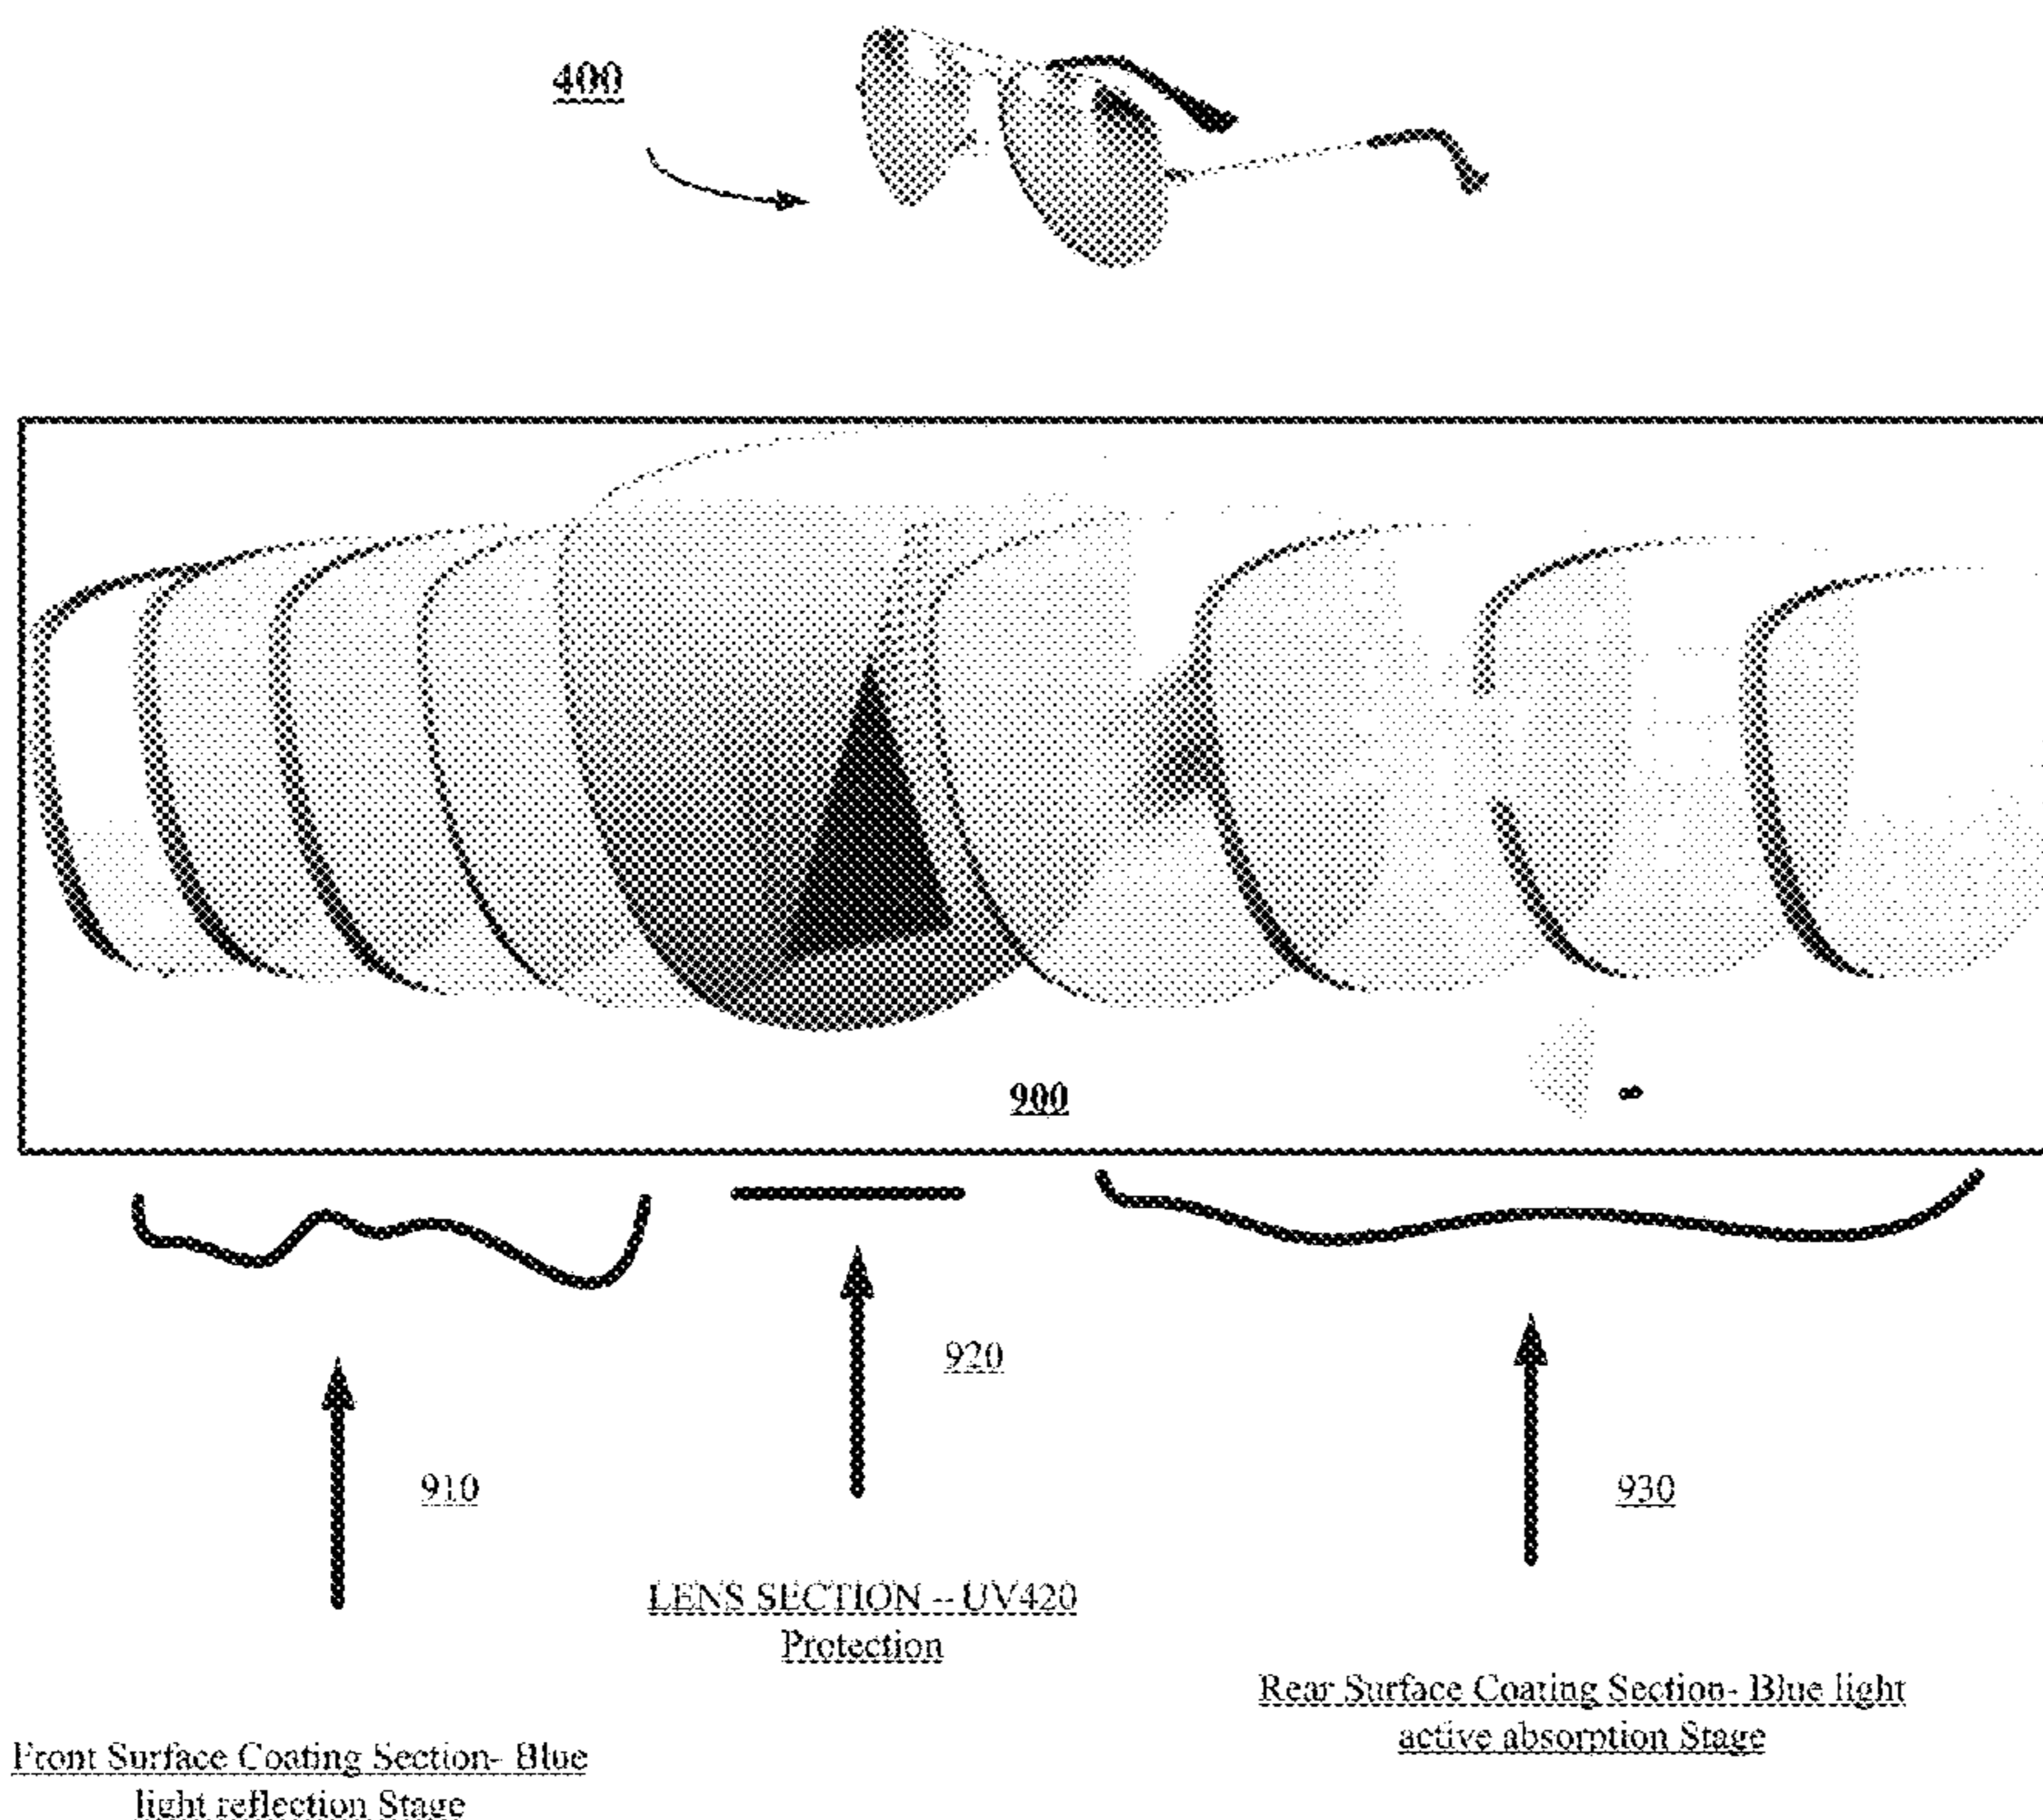 400
900
910
920
930
LENS SECTION -- UV420
Protection
Rear Surface Coating Section- Blue light
active absorption Stage
Front Surface Coating Section- Blue
light reflection Stage